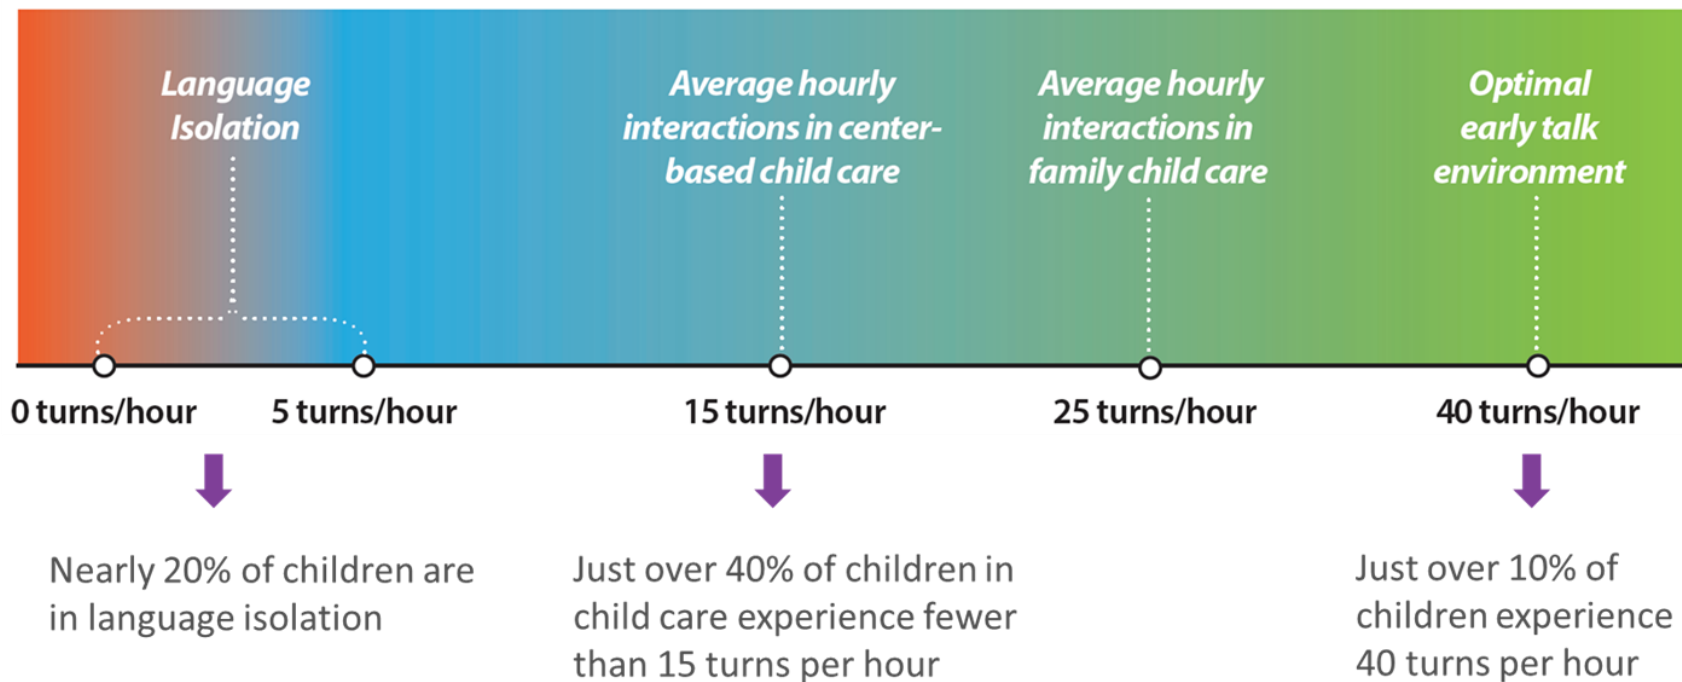 Language
Isolation
Average hourly
interactions in center-
based child care
Average hourly
interactions in
family child care
Optimal
early talk
environment
0 turns/hour
5 turns/hour
15 turns/hour
25 turns/hour
40 turns/hour
Nearly 20% of children are
in language isolation
Just over 40% of children in
child care experience fewer
than 15 turns per hour
Just over 10% of
children experience
40 turns per hour